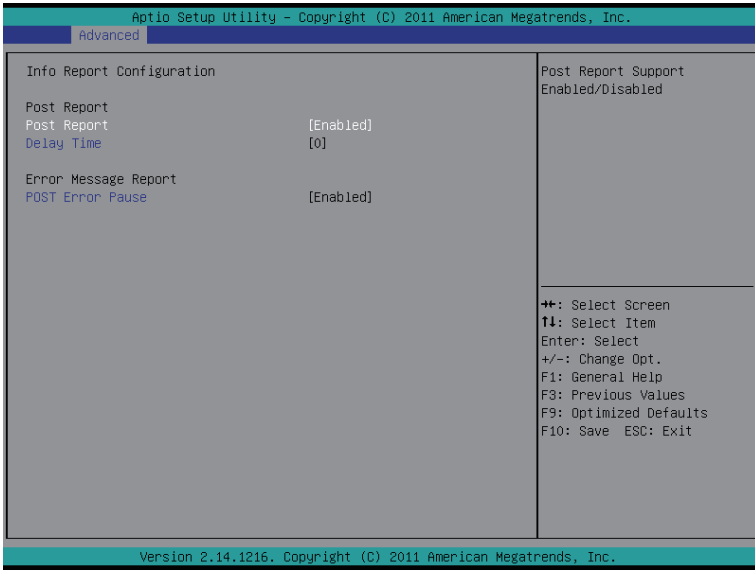 Aptio Setup Utility – Copyright (C) 2011 American Megatrends, Inc.
Advanced
Info Report Configuration
Post Report
Post Report [Enabled]
Delay Time [0]
Error Message Report
POST Error Pause [Enabled]
Post Report Support
Enabled/Disabled
→←: Select Screen
↑↓: Select Item
Enter: Select
+/-: Change Opt.
F1: General Help
F3: Previous Values
F9: Optimized Defaults
F10: Save ESC: Exit
Version 2.14.1216. Copyright (C) 2011 American Megatrends, Inc.